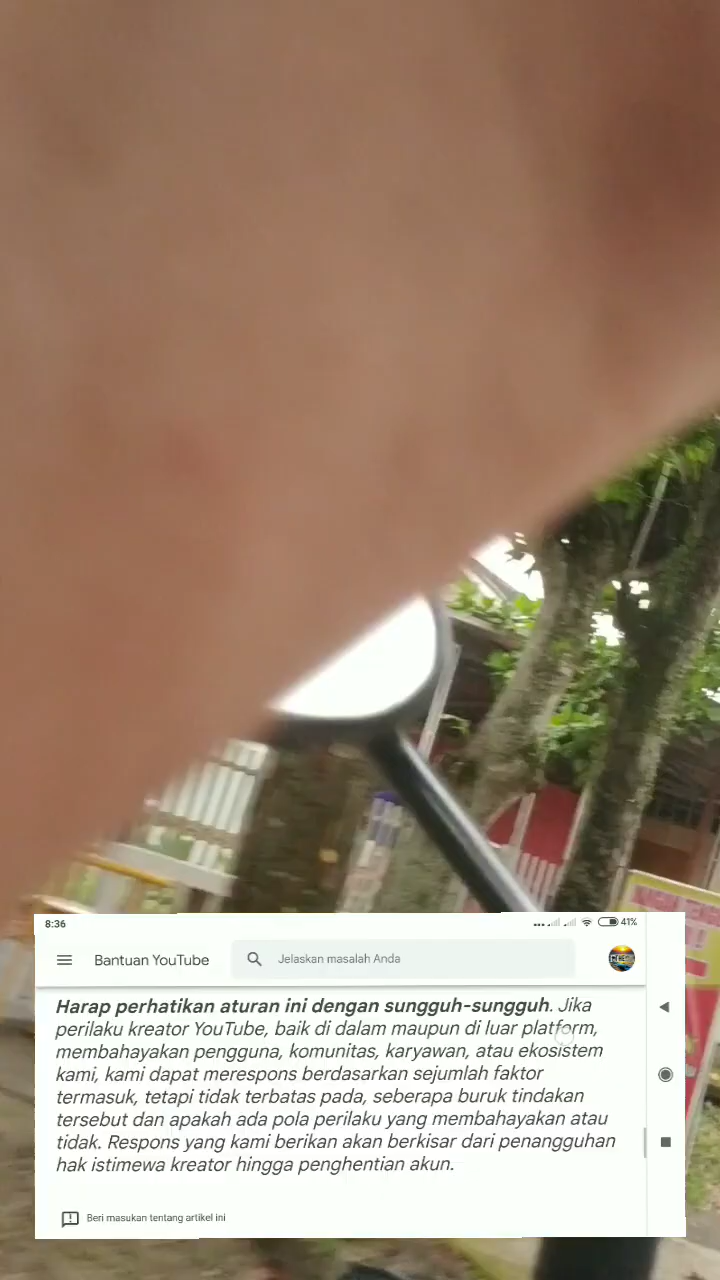 8:36
41%
Bantuan YouTube
Jelaskan masalah Anda
Harap perhatikan aturan ini dengan sungguh-sungguh. Jika
perilaku kreator YouTube, baik di dalam maupun di luar platform,
membahayakan pengguna, komunitas, karyawan, atau ekosistem
kami, kami dapat merespons berdasarkan sejumlah faktor
termasuk, tetapi tidak terbatas pada, seberapa buruk tindakan
tersebut dan apakah ada pola perilaku yang membahayakan atau
tidak. Respons yang kami berikan akan berkisar dari penangguhan
hak istimewa kreator hingga penghentian akun.
Beri masukan tentang artikel ini